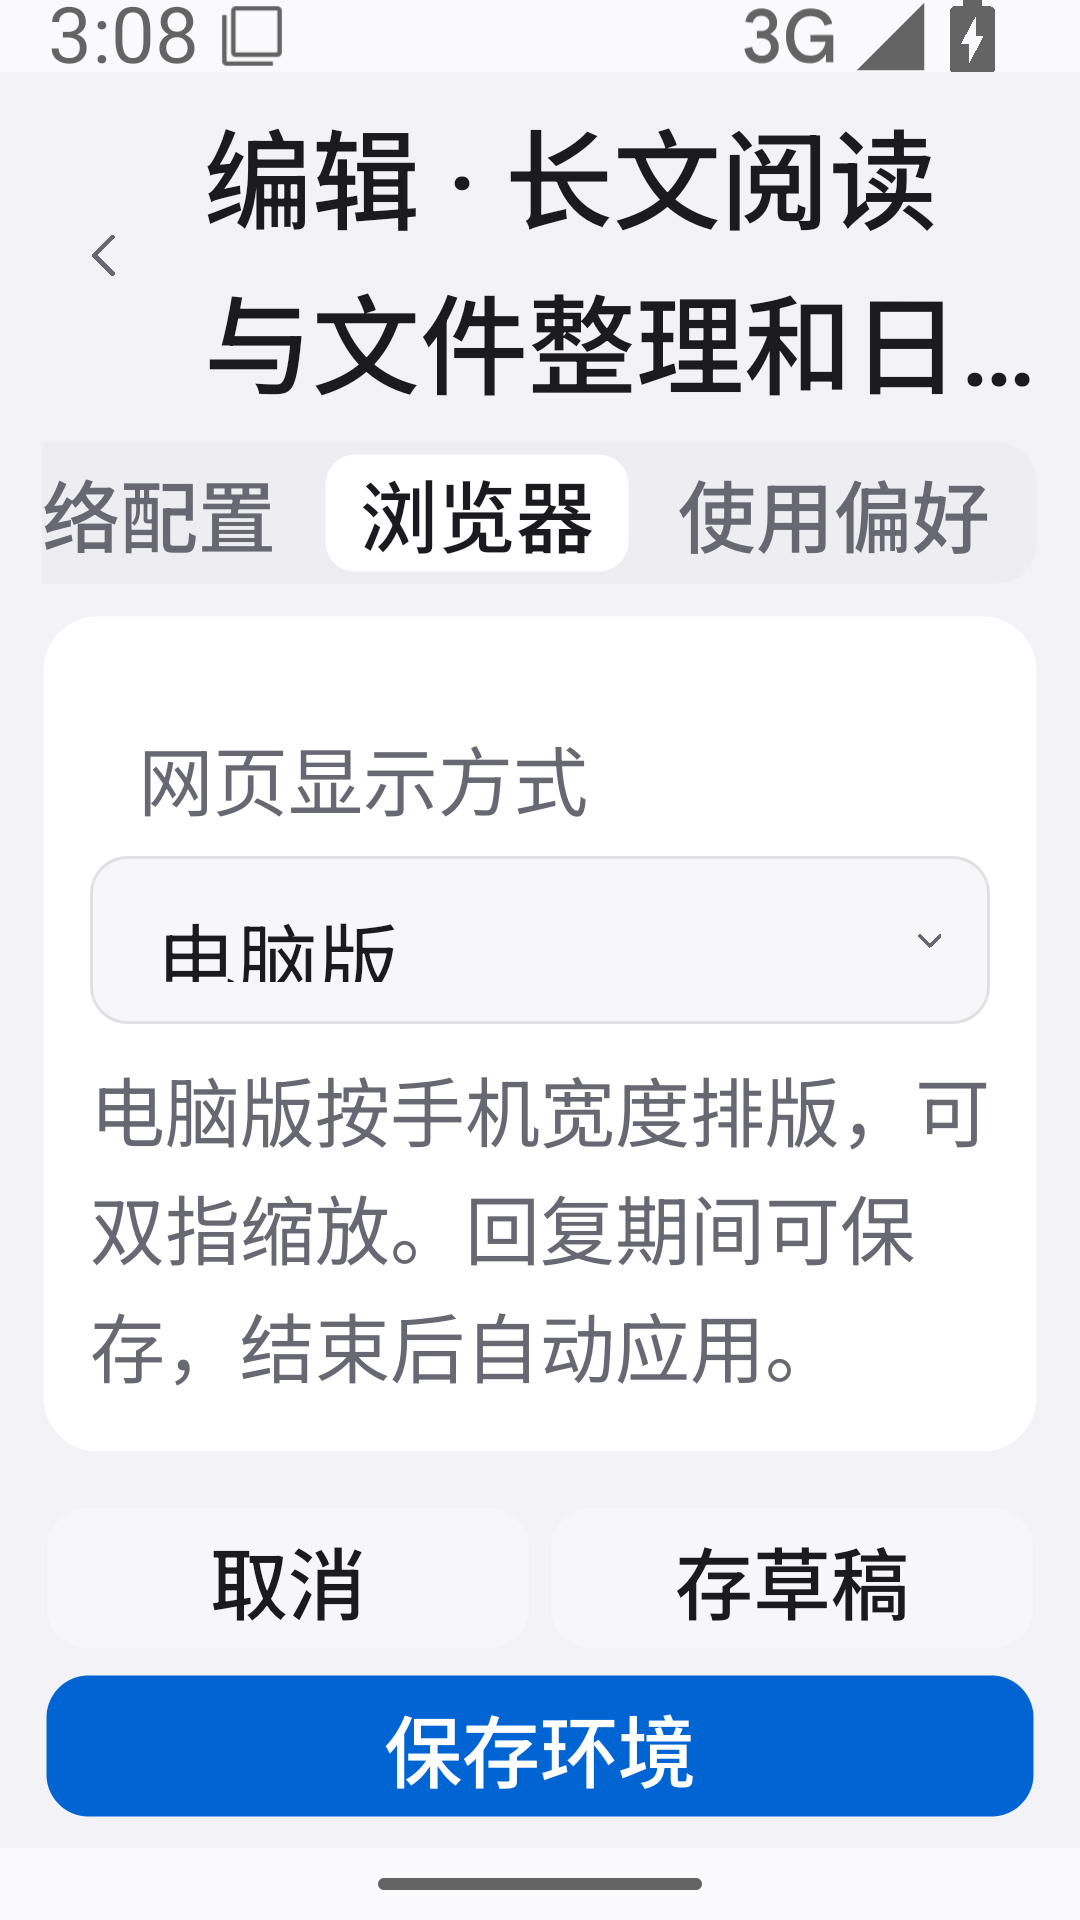 3:08 3G
编辑 · 长文阅读
与文件整理和日...
络配置 浏览器 使用偏好
网页显示方式
电脑版
电脑版按手机宽度排版，可
双指缩放。回复期间可保
存，结束后自动应用。
取消 存草稿
保存环境